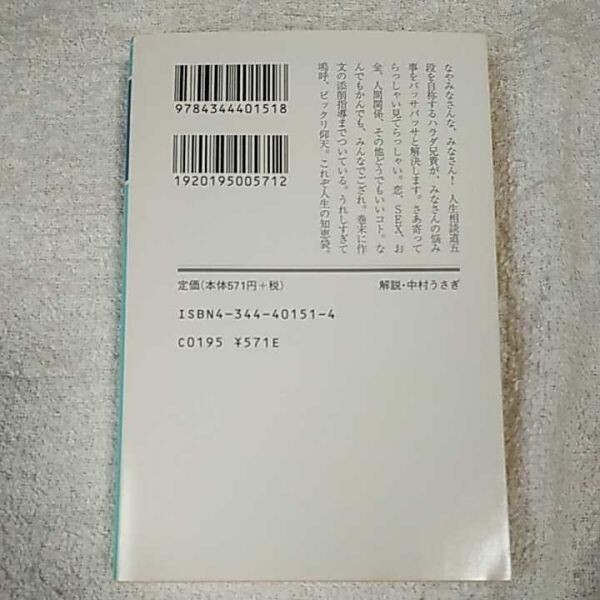 なやみなさんな、みなさん! 人生相談道五
段を自称するハラダ兄貴が、みなさんの悩み
事をバッサバッサと解決します。さあ寄って
らっしゃい見てらっしゃい。恋、SEX、お
金、人間関係、その他どうでもいいコト。な
んでもかんでも、みんなでござれ。巻末に作
文の添削指導までついている。うれしすぎて
嗚呼、ビックリ仰天。これぞ人生の知恵袋。
9784344401518
1920195005712
定価(本体571円+税)
解説・中村うさぎ
ISBN4-344-40151-4
C0195 ¥571E